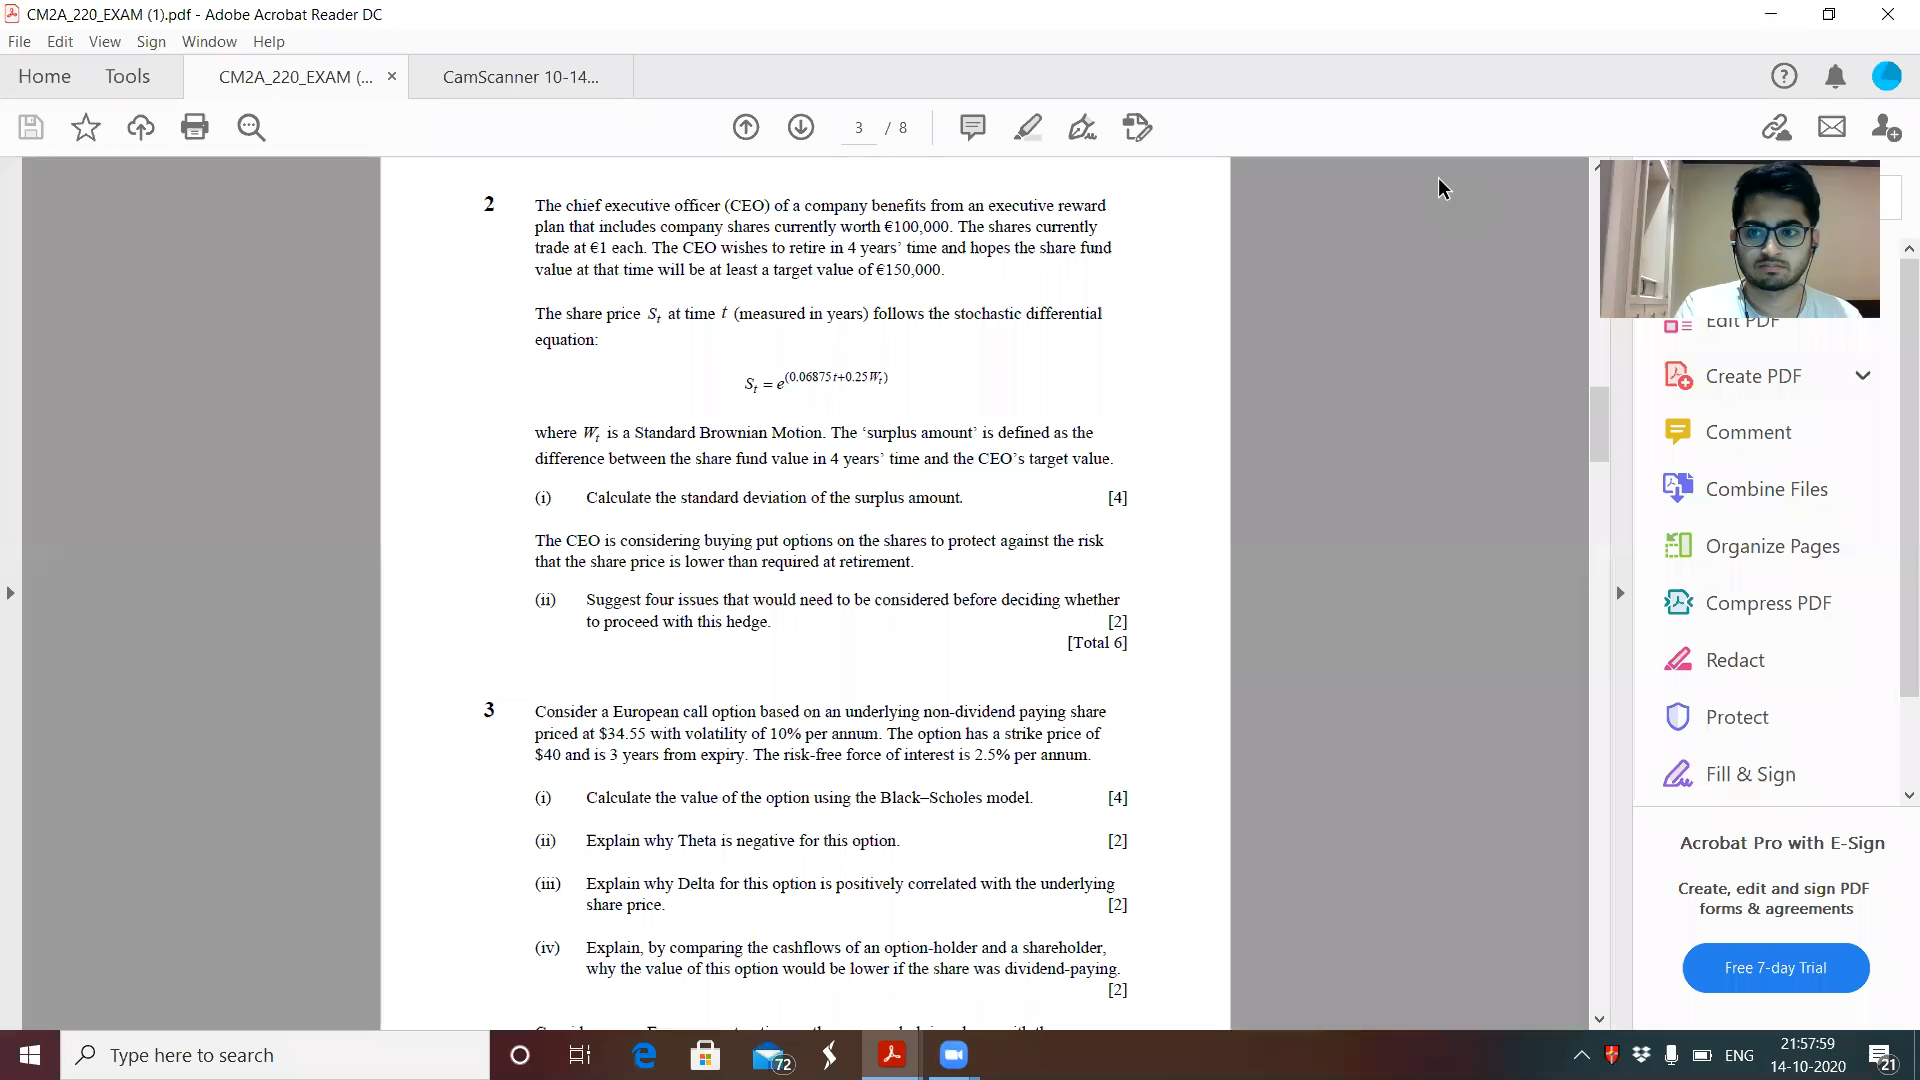 CM2A_220_EXAM (1).pdf - Adobe Acrobat Reader DC
File Edit View Sign Window Help
Home Tools CM2A_220_EXAM (... × CamScanner 10-14...
3 / 8
2 The chief executive officer (CEO) of a company benefits from an executive reward
plan that includes company shares currently worth €100,000. The shares currently
trade at €1 each. The CEO wishes to retire in 4 years’ time and hopes the share fund
value at that time will be at least a target value of €150,000.
The share price S_t at time t (measured in years) follows the stochastic differential
equation:
S_t = e^(0.06875t+0.25W_t)
where W_t is a Standard Brownian Motion. The ‘surplus amount’ is defined as the
difference between the share fund value in 4 years’ time and the CEO’s target value.
(i) Calculate the standard deviation of the surplus amount. [4]
The CEO is considering buying put options on the shares to protect against the risk
that the share price is lower than required at retirement.
(ii) Suggest four issues that would need to be considered before deciding whether
to proceed with this hedge. [2]
[Total 6]
3 Consider a European call option based on an underlying non-dividend paying share
priced at $34.55 with volatility of 10% per annum. The option has a strike price of
$40 and is 3 years from expiry. The risk-free force of interest is 2.5% per annum.
(i) Calculate the value of the option using the Black–Scholes model. [4]
(ii) Explain why Theta is negative for this option. [2]
(iii) Explain why Delta for this option is positively correlated with the underlying
share price. [2]
(iv) Explain, by comparing the cashflows of an option-holder and a shareholder,
why the value of this option would be lower if the share was dividend-paying.
[2]
Edit PDF
Create PDF
Comment
Combine Files
Organize Pages
Compress PDF
Redact
Protect
Fill & Sign
Acrobat Pro with E-Sign
Create, edit and sign PDF
forms & agreements
Free 7-day Trial
Type here to search
72
ENG
21:57:59
14-10-2020
21